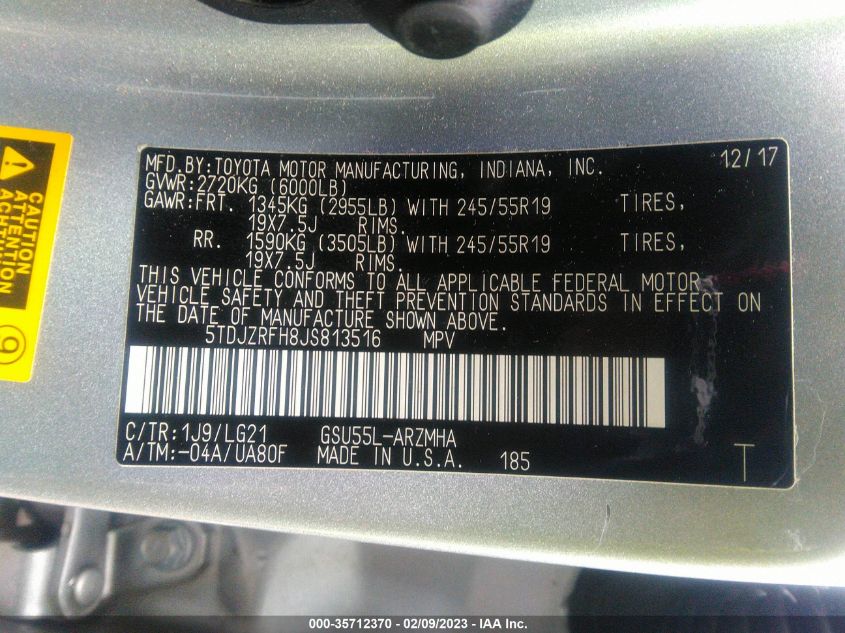 MFD.BY:TOYOTA MOTOR MANUFACTURING, INDIANA, INC. 12/17
GVWR:2720KG (6000LB)
GAWR:FRT. 1345KG (2955LB) WITH 245/55R19 TIRES,
19X7.5J RIMS.
RR. 1590KG (3505LB) WITH 245/55R19 TIRES,
19X7.5J RIMS.
THIS VEHICLE CONFORMS TO ALL APPLICABLE FEDERAL MOTOR
VEHICLE SAFETY AND THEFT PREVENTION STANDARDS IN EFFECT ON
THE DATE OF MANUFACTURE SHOWN ABOVE.
5TDJZRFH8JS813516 MPV
C/TR:1J9/LG21 GSU55L-ARZMHA
A/TM:-04A/UA80F MADE IN U.S.A. 185 T
CAUTION
ATTENTION
9
000-35712370 - 02/09/2023 - IAA Inc.